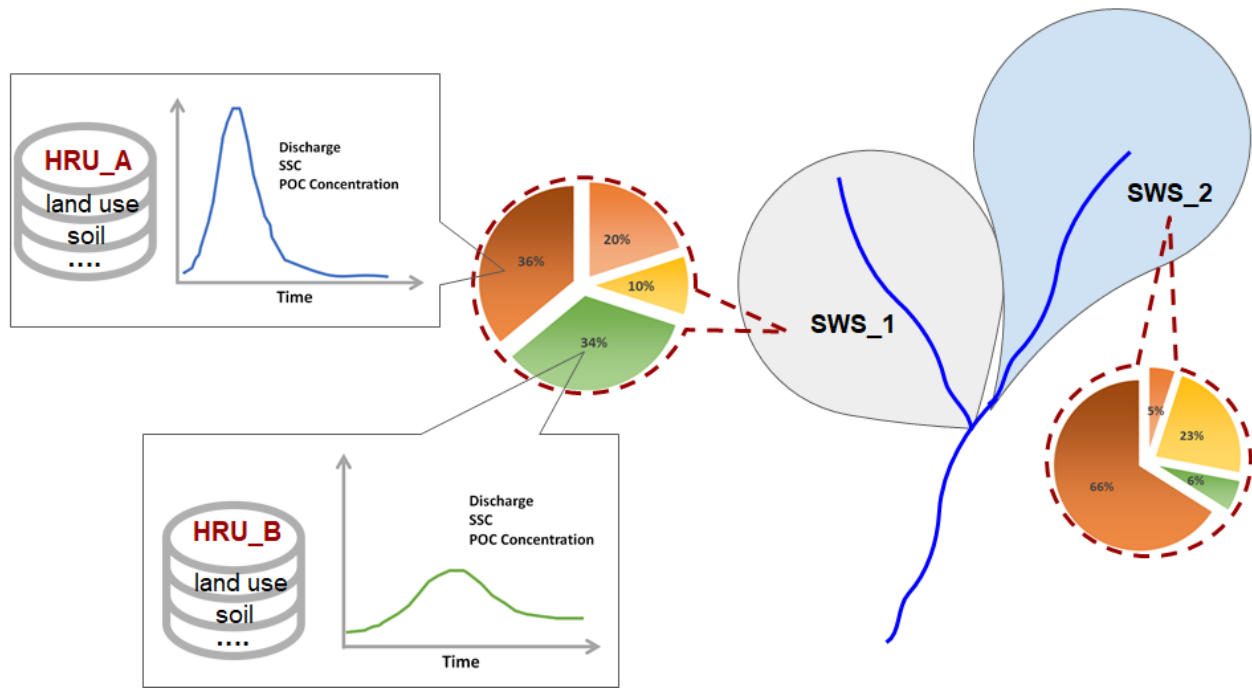 HRU_A
land use
soil
....
Discharge
SSC
POC Concentration
Time
36%
20%
10%
34%
SWS_1
SWS_2
5%
23%
6%
66%
HRU_B
land use
soil
....
Discharge
SSC
POC Concentration
Time